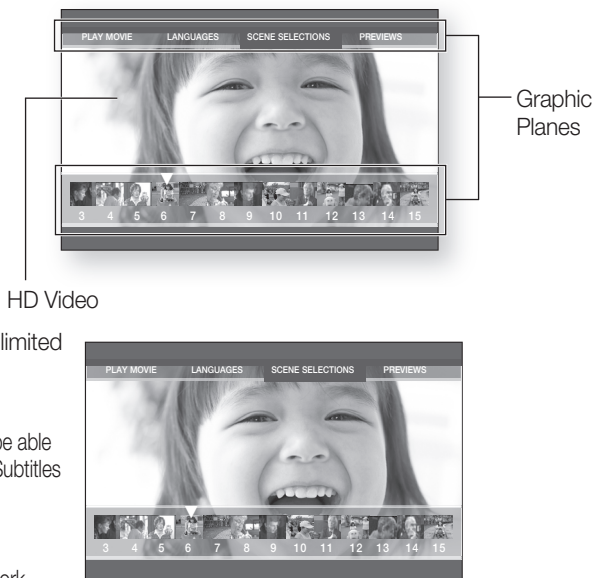 PLAY MOVIE LANGUAGES SCENE SELECTIONS PREVIEWS
Graphic
Planes
3 4 5 6 7 8 9 10 11 12 13 14 15
HD Video
limited
PLAY MOVIE LANGUAGES SCENE SELECTIONS PREVIEWS
be able
Subtitles
3 4 5 6 7 8 9 10 11 12 13 14 15